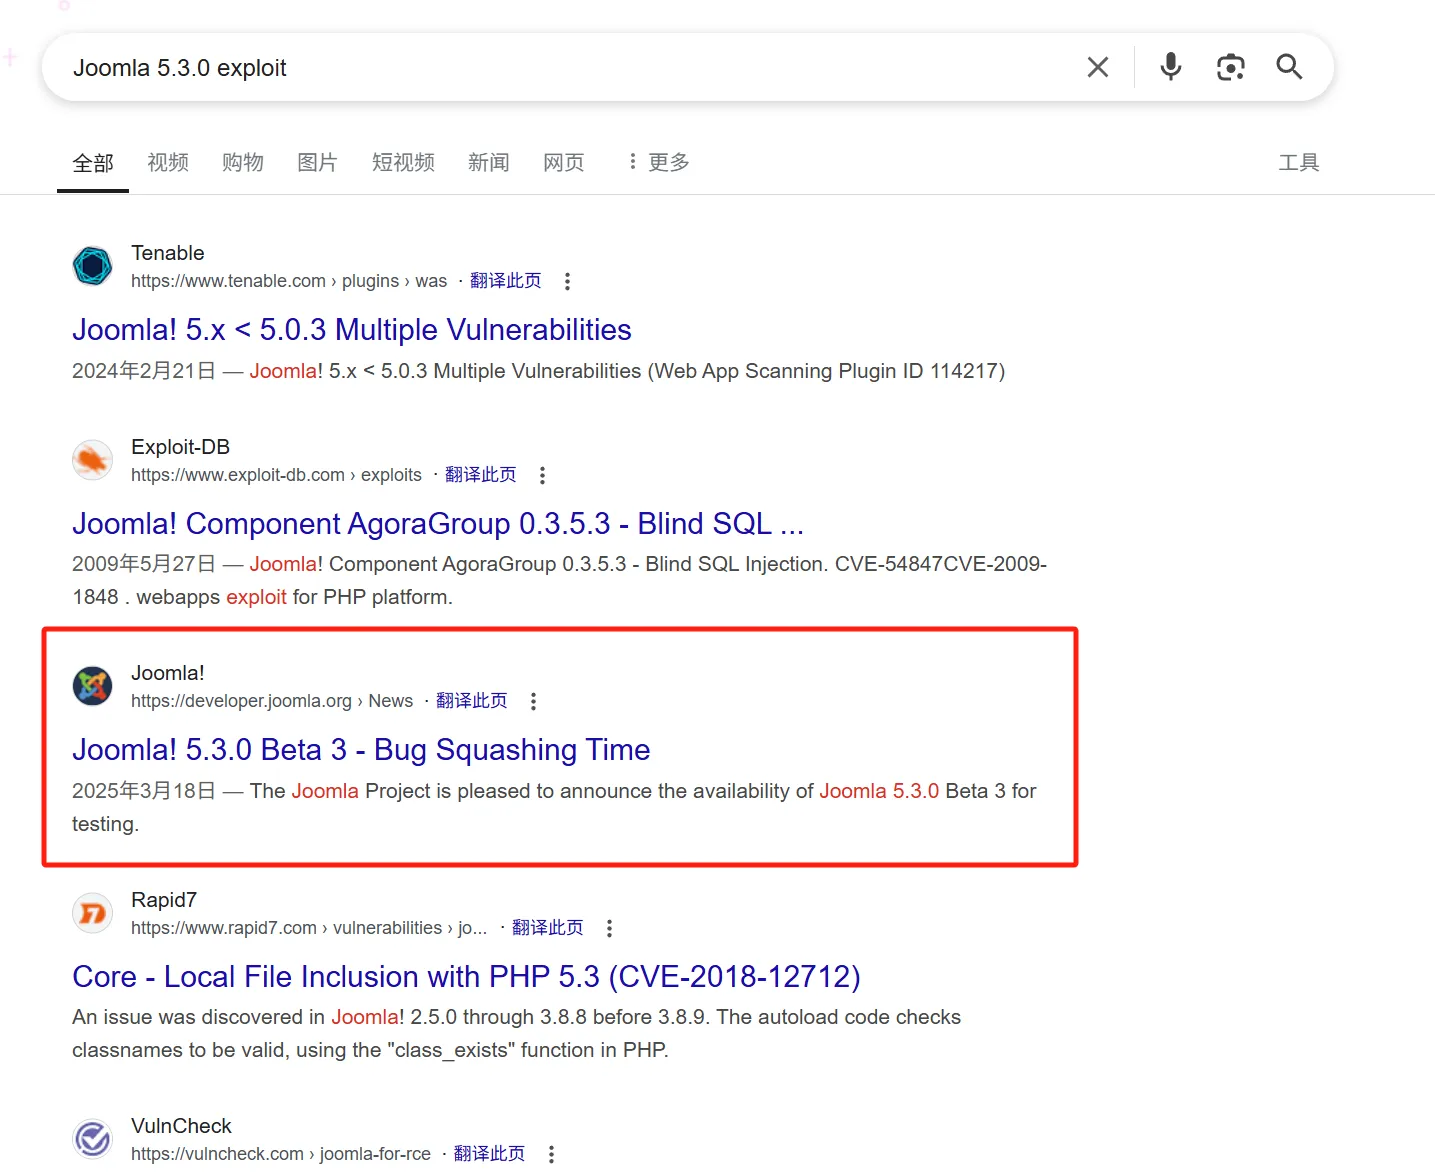 Joomla 5.3.0 exploit
全部 视频 购物 图片 短视频 新闻 网页 更多 工具
Tenable
https://www.tenable.com › plugins › was · 翻译此页
Joomla! 5.x < 5.0.3 Multiple Vulnerabilities
2024年2月21日 — Joomla! 5.x < 5.0.3 Multiple Vulnerabilities (Web App Scanning Plugin ID 114217)
Exploit-DB
https://www.exploit-db.com › exploits · 翻译此页
Joomla! Component AgoraGroup 0.3.5.3 - Blind SQL ...
2009年5月27日 — Joomla! Component AgoraGroup 0.3.5.3 - Blind SQL Injection. CVE-54847CVE-2009-
1848 . webapps exploit for PHP platform.
Joomla!
https://developer.joomla.org › News · 翻译此页
Joomla! 5.3.0 Beta 3 - Bug Squashing Time
2025年3月18日 — The Joomla Project is pleased to announce the availability of Joomla 5.3.0 Beta 3 for
testing.
Rapid7
https://www.rapid7.com › vulnerabilities › jo... · 翻译此页
Core - Local File Inclusion with PHP 5.3 (CVE-2018-12712)
An issue was discovered in Joomla! 2.5.0 through 3.8.8 before 3.8.9. The autoload code checks
classnames to be valid, using the "class_exists" function in PHP.
VulnCheck
https://vulncheck.com › joomla-for-rce · 翻译此页